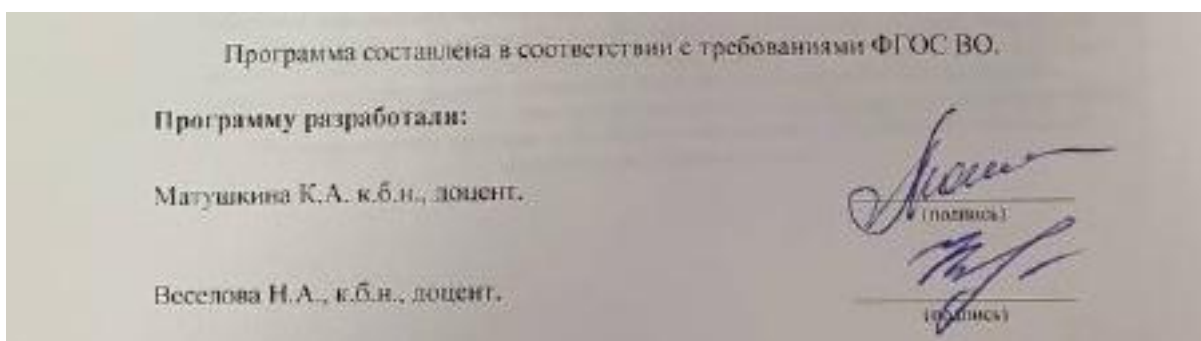 Программа составлена в соответствии с требованиями ФГОС ВО.
Программу разработали:
Матушкина К.А. к.б.н., доцент.
(подпись)
Веселова Н.А., к.б.н., доцент.
(подпись)